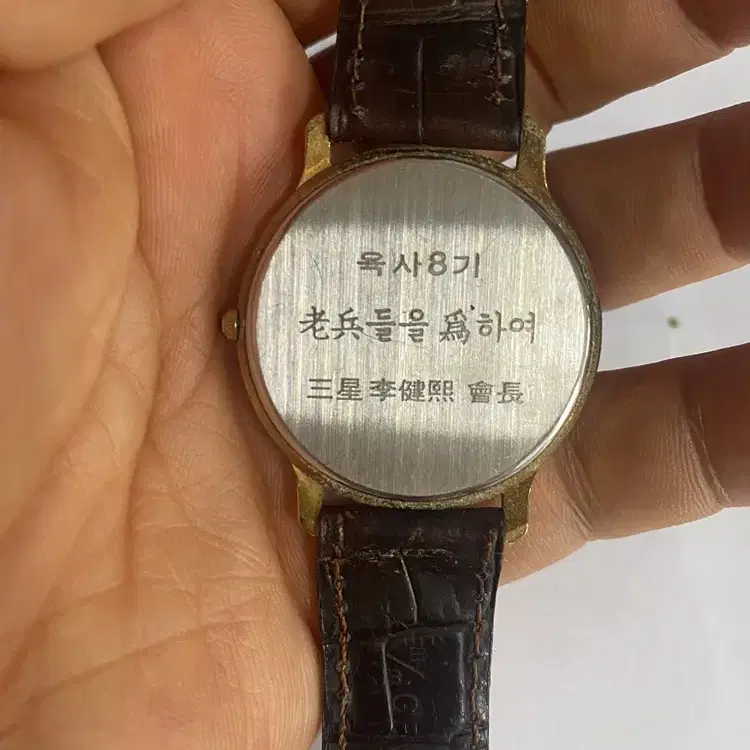 육사8기
老兵들을 爲하여
三星 李健熙 會長